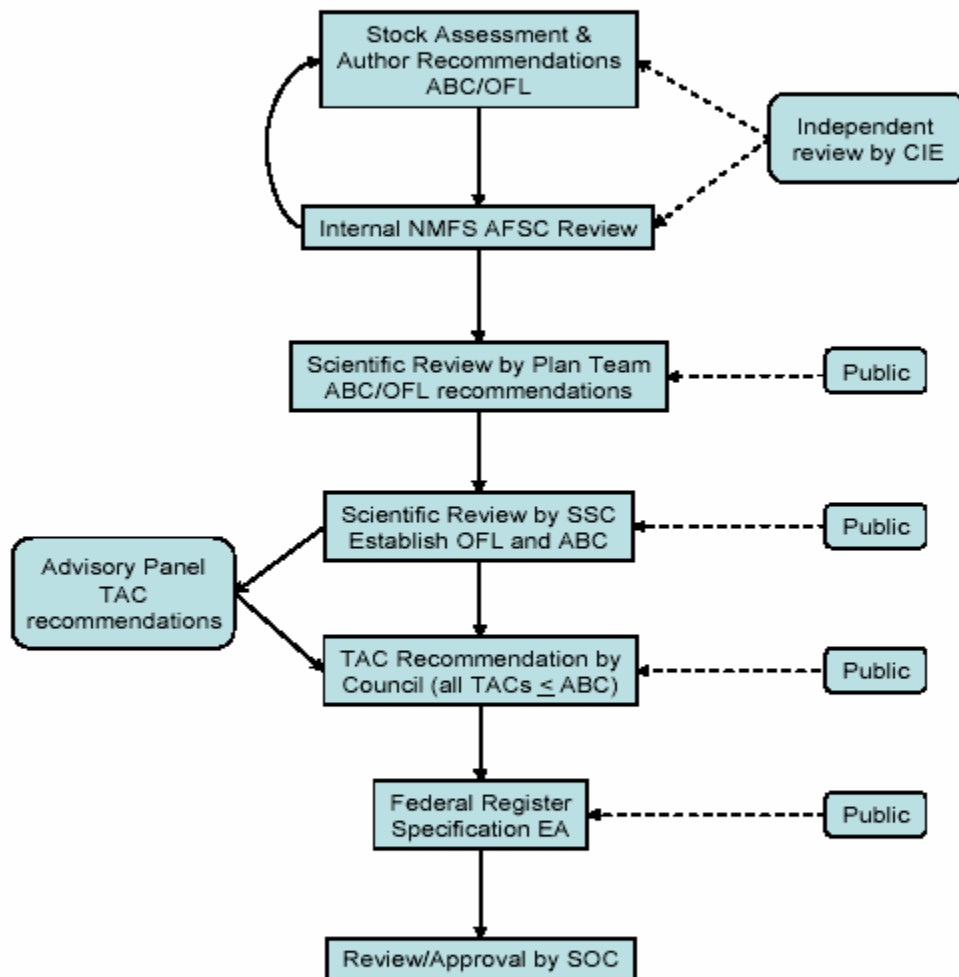 Stock Assessment &
Author Recommendations
ABC/OFL
Independent
review by CIE
Internal NMFS AFSC Review
Scientific Review by Plan Team
ABC/OFL recommendations
Public
Scientific Review by SSC
Establish OFL and ABC
Public
Advisory Panel
TAC
recommendations
TAC Recommendation by
Council (all TACs < ABC)
Public
Federal Register
Specification EA
Public
Review/Approval by SOC